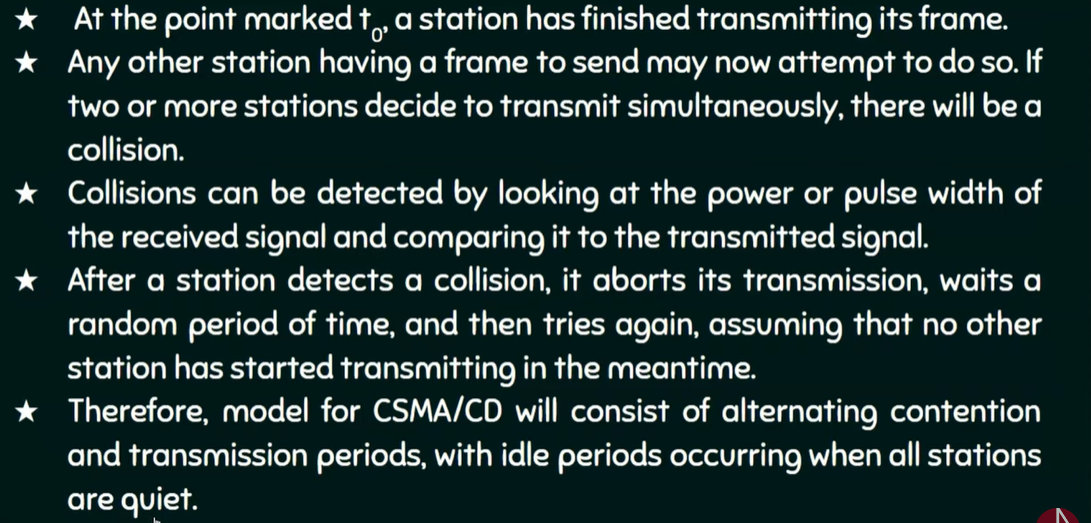 ★ At the point marked t₀, a station has finished transmitting its frame.
★ Any other station having a frame to send may now attempt to do so. If
two or more stations decide to transmit simultaneously, there will be a
collision.
★ Collisions can be detected by looking at the power or pulse width of
the received signal and comparing it to the transmitted signal.
★ After a station detects a collision, it aborts its transmission, waits a
random period of time, and then tries again, assuming that no other
station has started transmitting in the meantime.
★ Therefore, model for CSMA/CD will consist of alternating contention
and transmission periods, with idle periods occurring when all stations
are quiet.